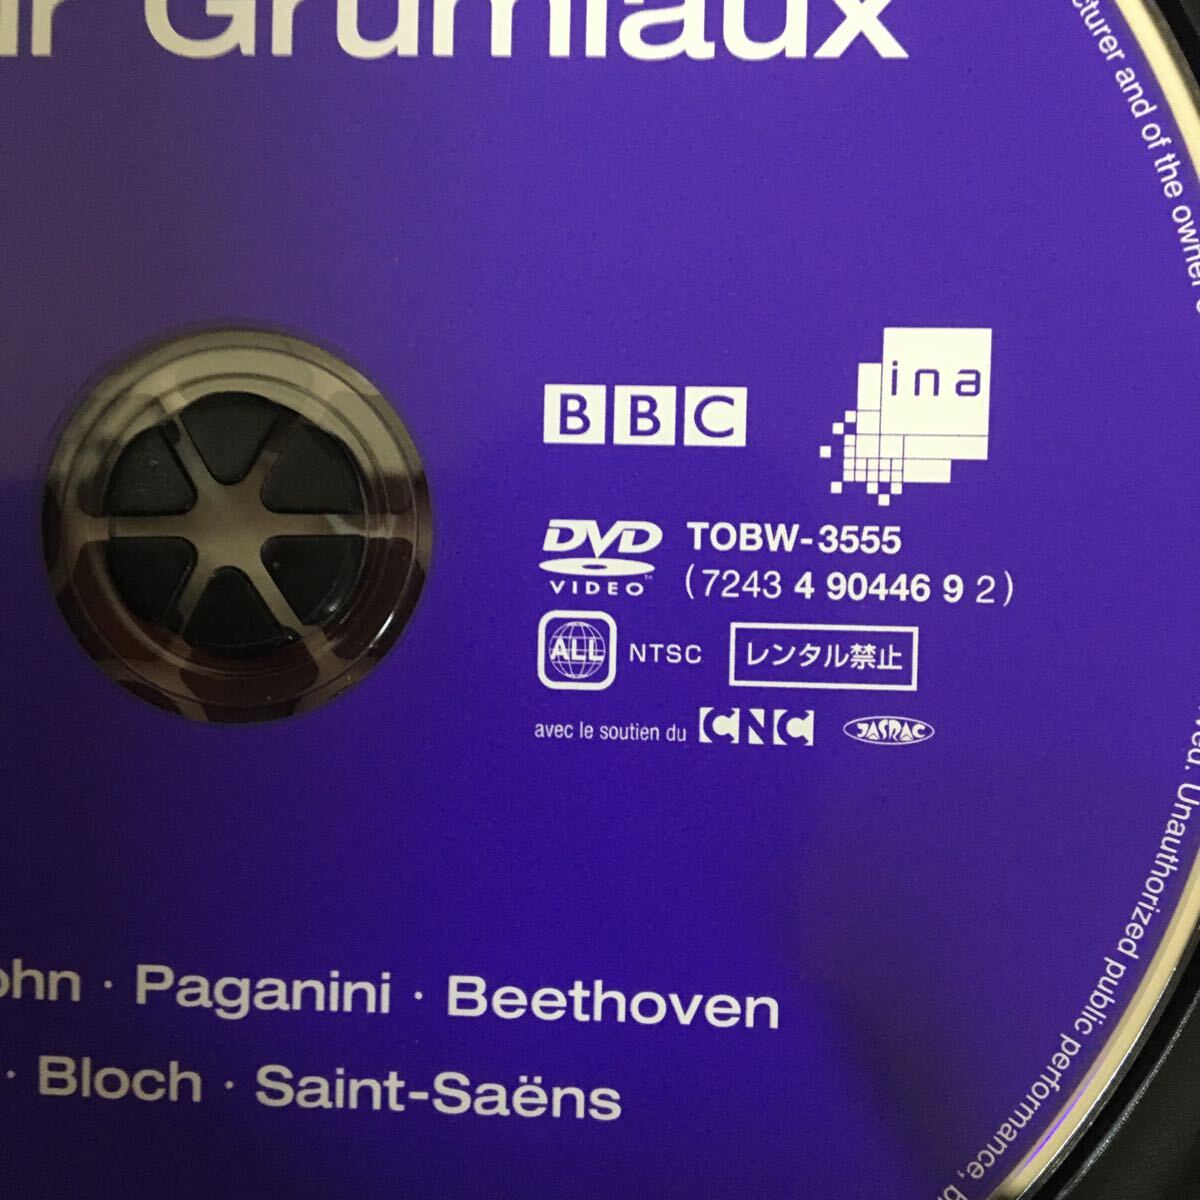 ur Grumiaux
cturer and of the owner
BBC
ina
DVD VIDEO™ TOBW-3555
(7243 4 90446 9 2)
ALL NTSC レンタル禁止
avec le soutien du CNC JASRAC
ohn · Paganini · Beethoven
· Bloch · Saint-Saëns
ved. Unauthorized public performance, b